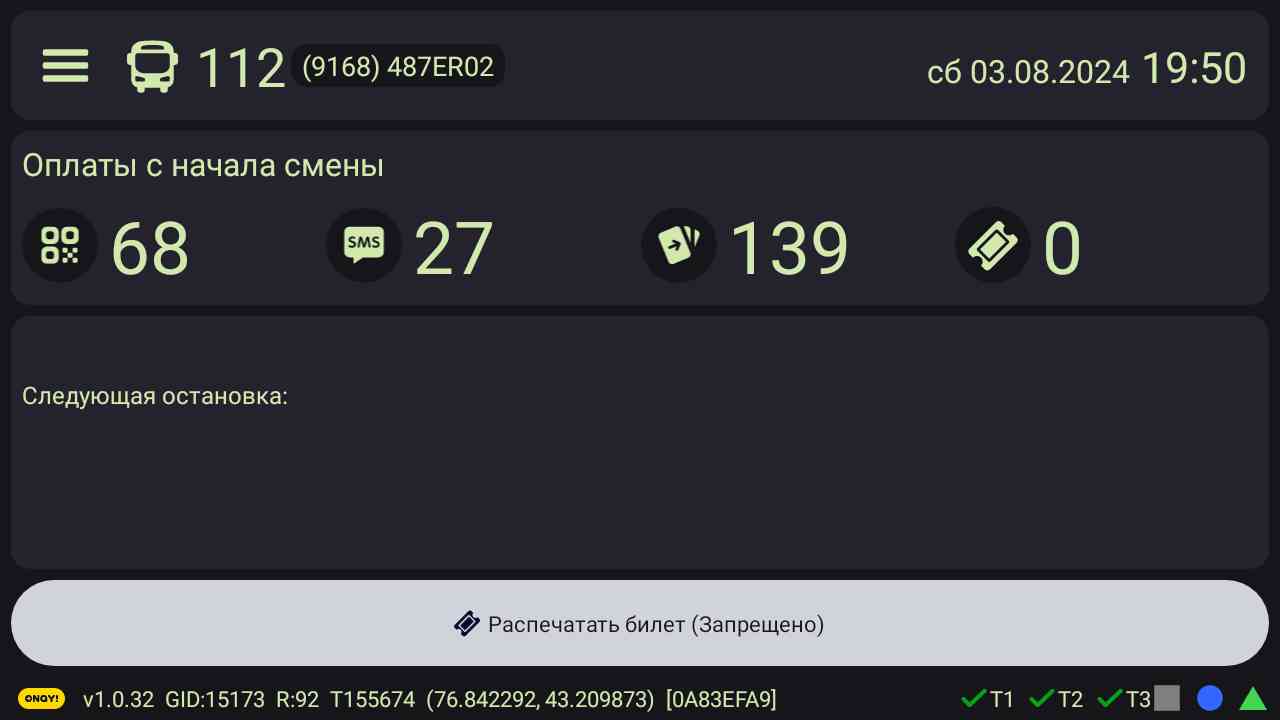 112 (9168) 487ER02 сб 03.08.2024 19:50
Оплаты с начала смены
68 SMS 27 139 0
Следующая остановка:
Распечатать билет (Запрещено)
ONAY! v1.0.32 GID:15173 R:92 T155674 (76.842292, 43.209873) [0A83EFA9] T1 T2 T3